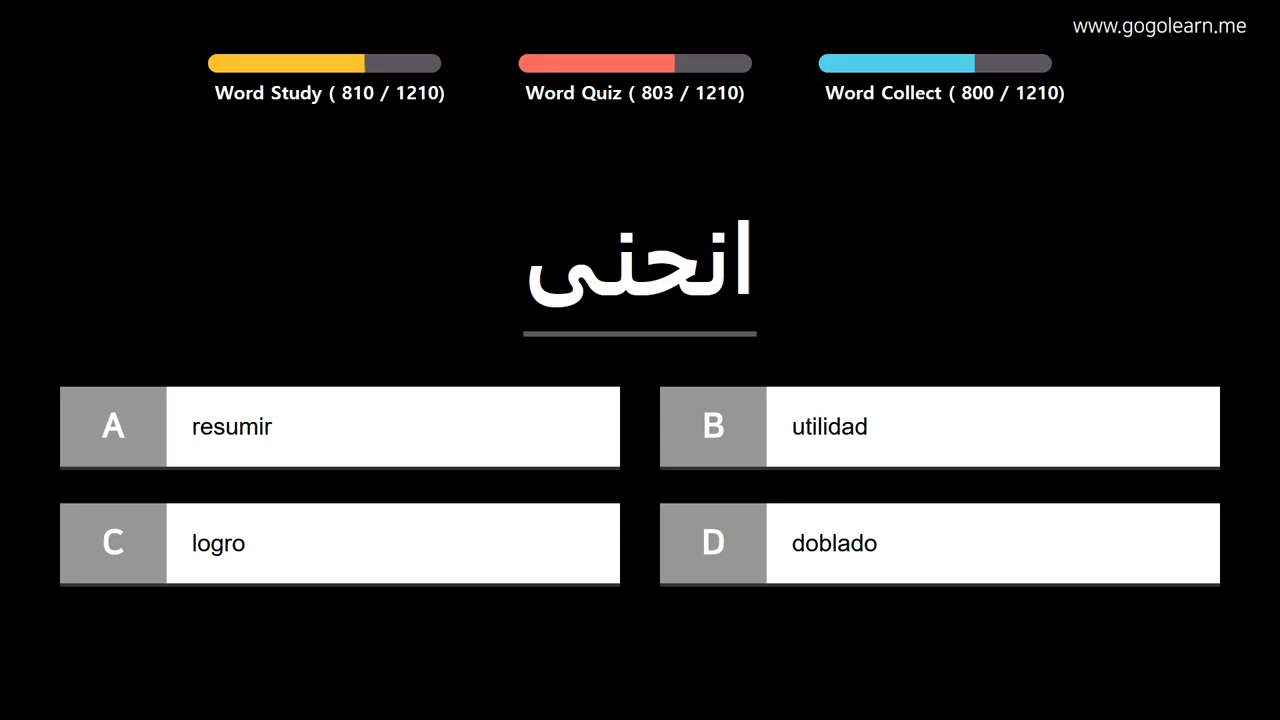 www.gogolearn.me
Word Study ( 810 / 1210)
Word Quiz ( 803 / 1210)
Word Collect ( 800 / 1210)
انحنى
A
resumir
B
utilidad
C
logro
D
doblado